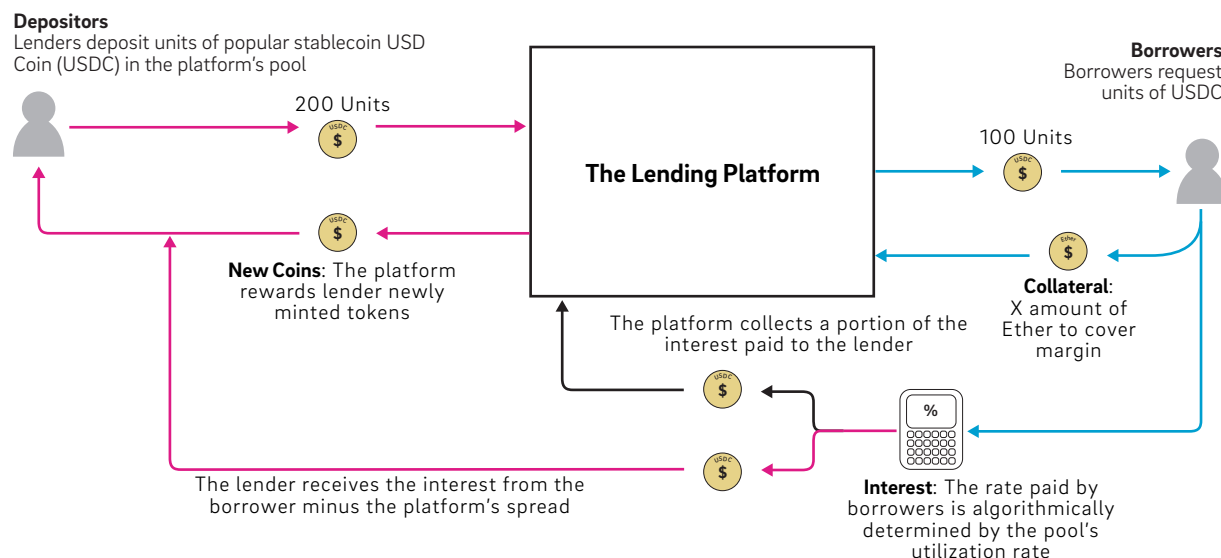 Depositors
Lenders deposit units of popular stablecoin USD
Coin (USDC) in the platform's pool
200 Units
USDC
$
The Lending Platform
Borrowers
Borrowers request
units of USDC
100 Units
USDC
$
USDC
$
New Coins: The platform
rewards lender newly
minted tokens
Ether
$
Collateral:
X amount of
Ether to cover
margin
The platform collects a portion of the
interest paid to the lender
USDC
$
%
USDC
$
The lender receives the interest from the
borrower minus the platform's spread
Interest: The rate paid by
borrowers is algorithmically
determined by the pool's
utilization rate